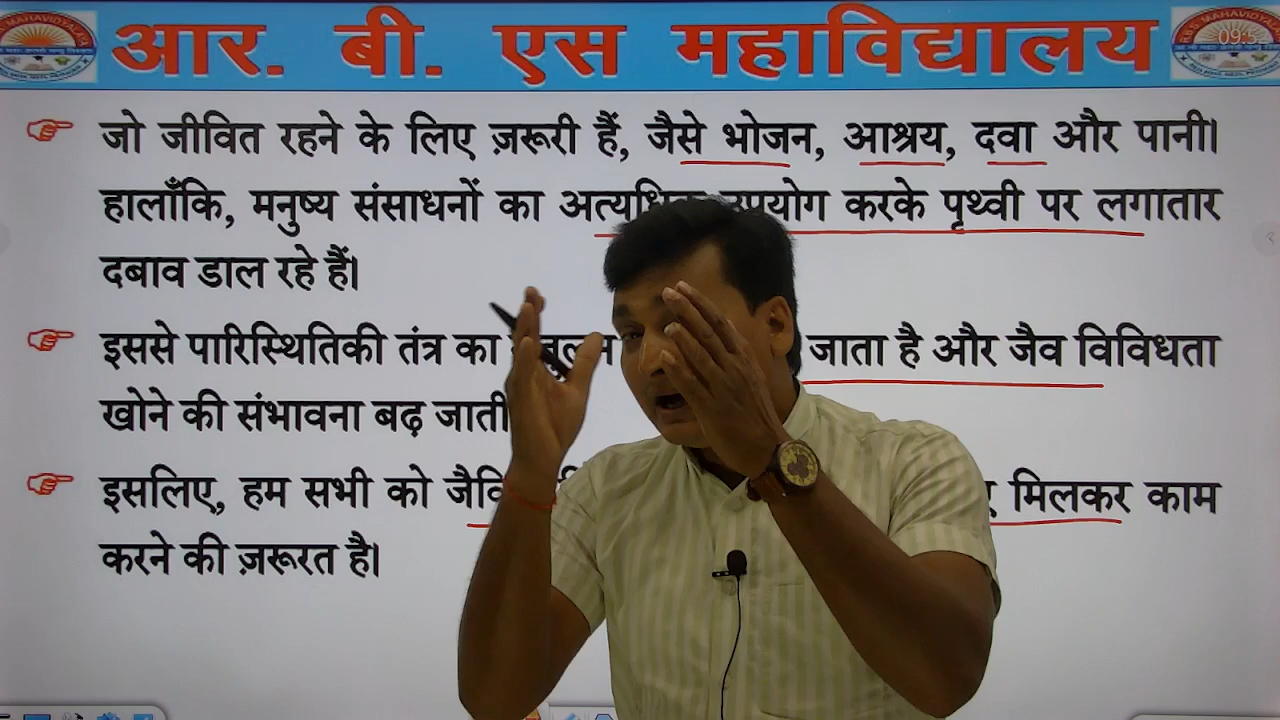 आर. बी. एस महाविद्यालय
जो जीवित रहने के लिए ज़रूरी हैं, जैसे भोजन, आश्रय, दवा और पानी।
हालाँकि, मनुष्य संसाधनों का अत्यधिक उपयोग करके पृथ्वी पर लगातार
दबाव डाल रहे हैं।
इससे पारिस्थितिकी तंत्र का जाता है और जैव विविधता
खोने की संभावना बढ़ जाती
इसलिए, हम सभी को मिलकर काम
करने की ज़रूरत है।